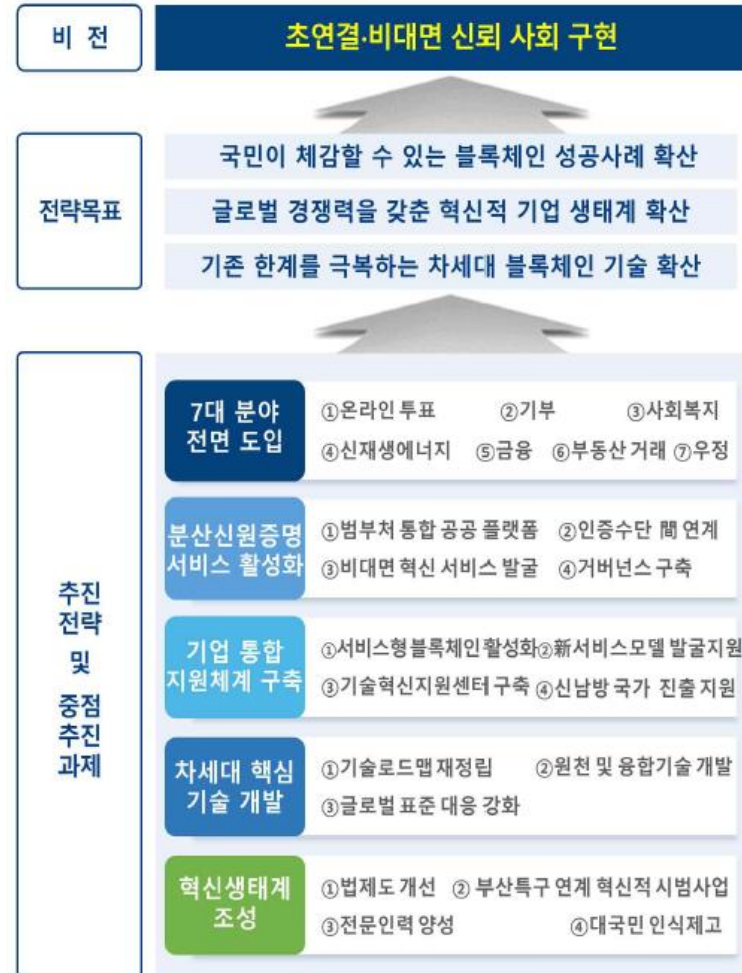 비 전
초연결·비대면 신뢰 사회 구현
전략목표
국민이 체감할 수 있는 블록체인 성공사례 확산
글로벌 경쟁력을 갖춘 혁신적 기업 생태계 확산
기존 한계를 극복하는 차세대 블록체인 기술 확산
추진
전략
및
중점
추진
과제
7대 분야
전면 도입
①온라인 투표 ②기부 ③사회복지
④신재생에너지 ⑤금융 ⑥부동산 거래 ⑦우정
분산신원증명
서비스 활성화
①범부처 통합 공공 플랫폼 ②인증수단 間 연계
③비대면 혁신 서비스 발굴 ④거버넌스 구축
기업 통합
지원체계 구축
①서비스형 블록체인 활성화②新서비스모델 발굴지원
③기술혁신지원센터 구축 ④신남방 국가 진출 지원
차세대 핵심
기술 개발
①기술로드맵 재정립 ②원천 및 융합기술 개발
③글로벌 표준 대응 강화
혁신생태계
조성
①법제도 개선 ② 부산특구 연계 혁신적 시범사업
③전문인력 양성 ④대국민 인식제고